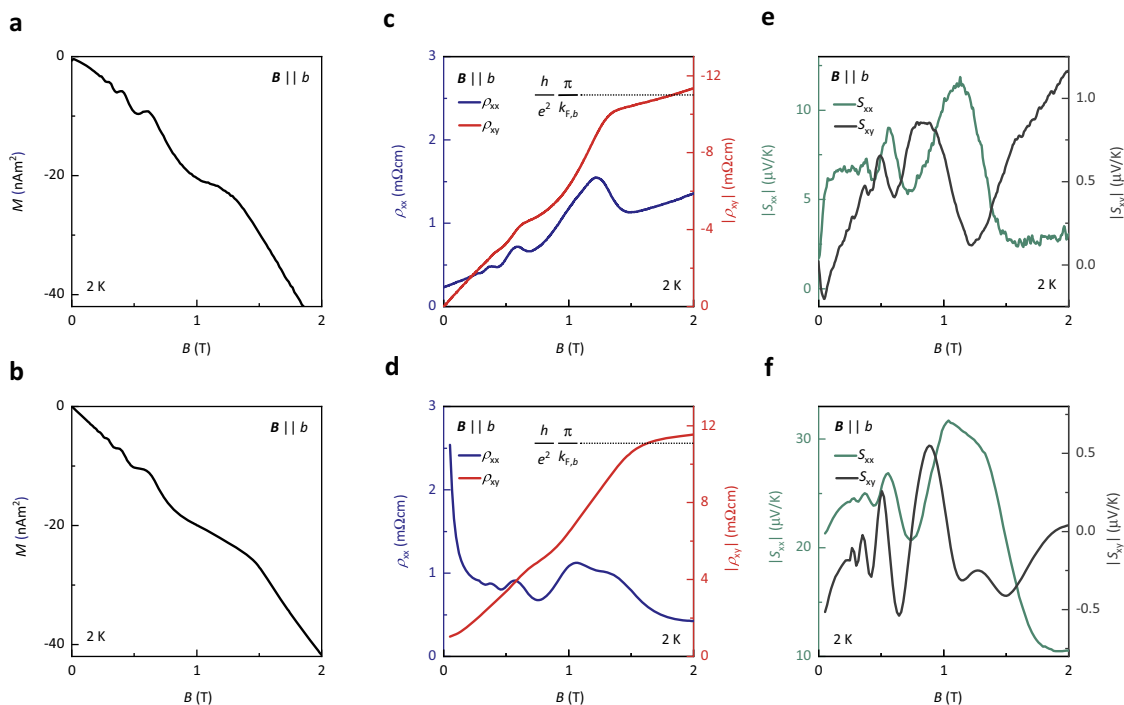 a
M (nAm²)
0
-20
-40
B || b
2 K
0
1
2
B (T)
c
ρxx (mΩcm)
3
2
1
0
B || b
ρxx
ρxy
h/e² π/kF,b
2 K
-12
-8
-4
0
|ρxy| (mΩcm)
0
1
2
B (T)
e
|Sxx| (μV/K)
10
5
0
B || b
Sxx
Sxy
2 K
1.0
0.5
0.0
|Sxy| (μV/K)
0
1
2
B (T)
b
M (nAm²)
0
-20
-40
B || b
2 K
0
1
2
B (T)
d
ρxx (mΩcm)
3
2
1
0
B || b
ρxx
ρxy
h/e² π/kF,b
2 K
12
8
4
0
|ρxy| (mΩcm)
0
1
2
B (T)
f
|Sxx| (μV/K)
30
20
10
B || b
Sxx
Sxy
2 K
0.5
0.0
-0.5
|Sxy| (μV/K)
0
1
2
B (T)